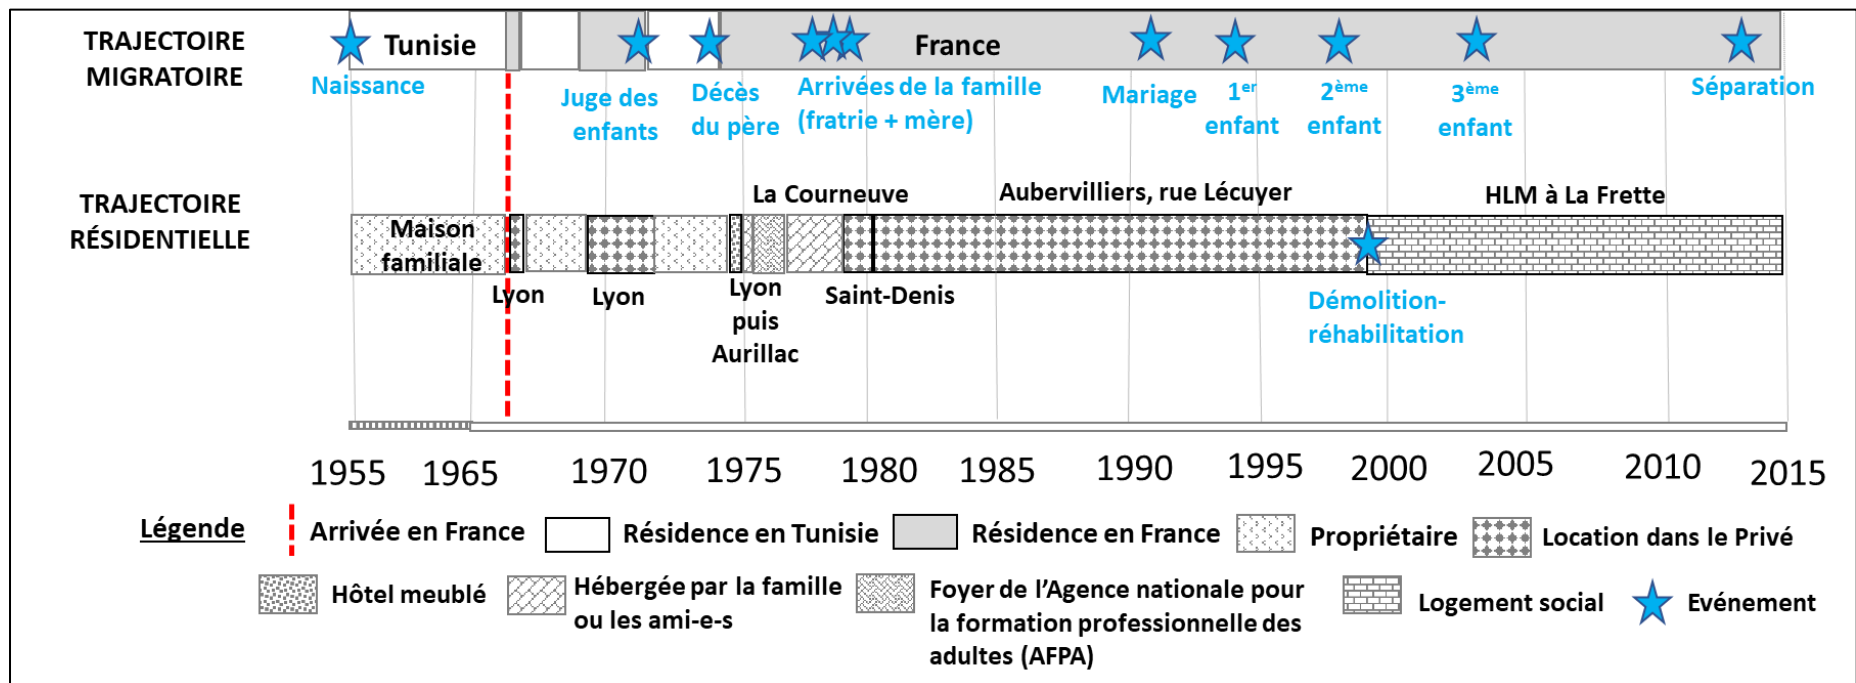 TRAJECTOIRE
MIGRATOIRE
Tunisie
France
Naissance
Juge des
enfants
Décès
du père
Arrivées de la famille
(fratrie + mère)
Mariage
1er
enfant
2ème
enfant
3ème
enfant
Séparation
TRAJECTOIRE
RÉSIDENTIELLE
La Courneuve
Aubervilliers, rue Lécuyer
HLM à La Frette
Maison
familiale
Lyon
Lyon
Lyon
puis
Aurillac
Saint-Denis
Démolition-
réhabilitation
1955 1965 1970 1975 1980 1985 1990 1995 2000 2005 2010 2015
Légende
Arrivée en France
Résidence en Tunisie
Résidence en France
Propriétaire
Location dans le Privé
Hôtel meublé
Hébergée par la famille
ou les ami-e-s
Foyer de l’Agence nationale pour
la formation professionnelle des
adultes (AFPA)
Logement social
Evénement